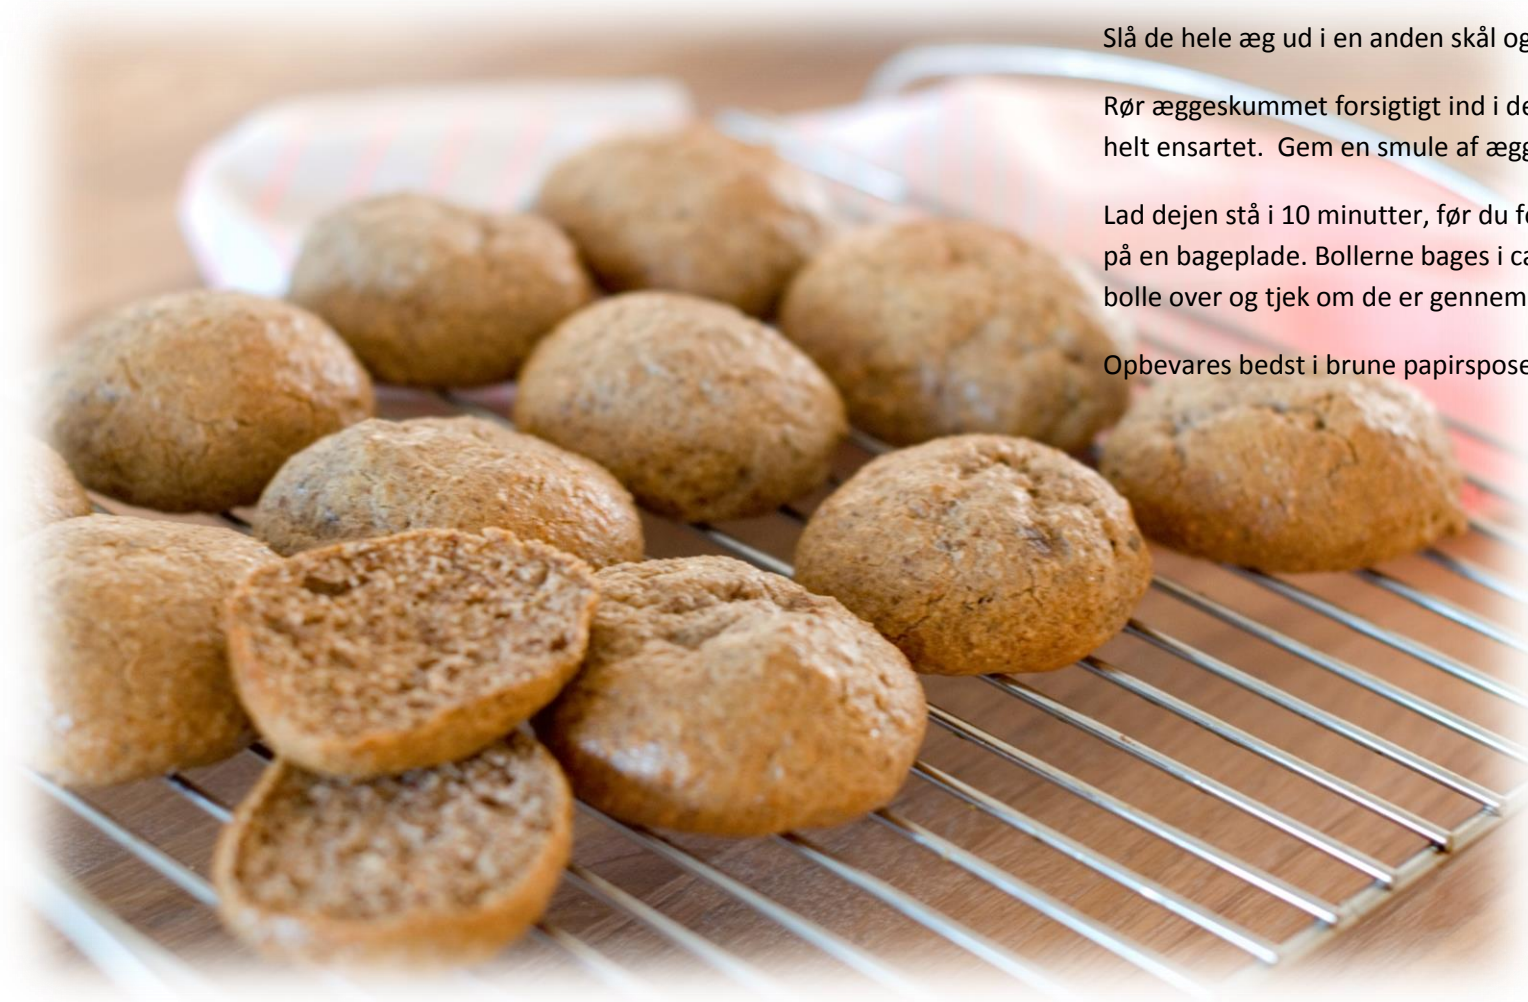 Slå de hele æg ud i en anden skål og
Rør æggeskummet forsigtigt ind i de
helt ensartet.  Gem en smule af ægg
Lad dejen stå i 10 minutter, før du f
på en bageplade. Bollerne bages i ca
bolle over og tjek om de er gennem
Opbevares bedst i brune papirspose